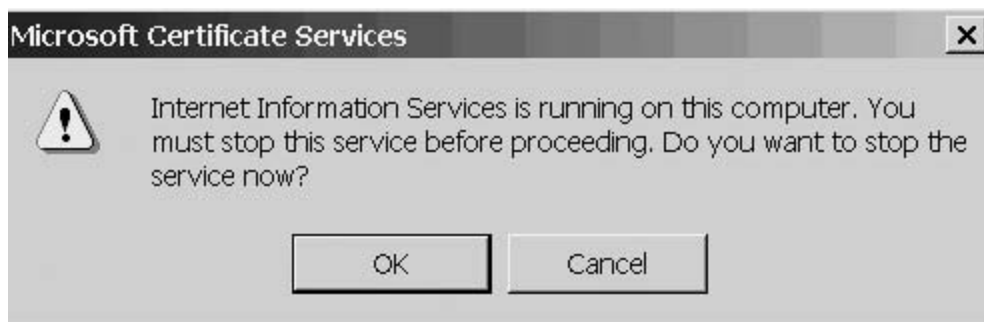 Microsoft Certificate Services
Internet Information Services is running on this computer. You
must stop this service before proceeding. Do you want to stop the
service now?
OK
Cancel